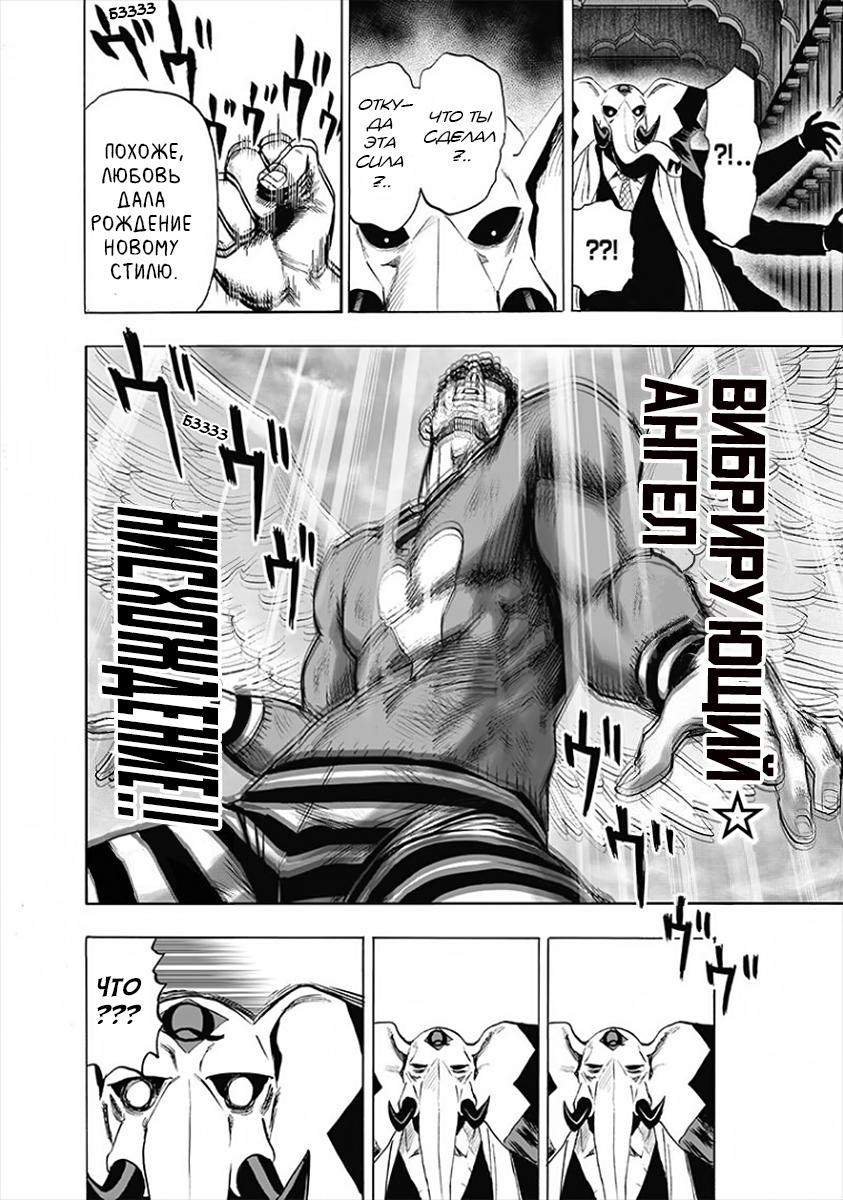 ?!..
??!
ЧТО ТЫ
СДЕЛАЛ
?..
ОТКУ-
ДА
ЭТА
СИЛА
?..
БЗЗЗЗ
ПОХОЖЕ,
ЛЮБОВЬ
ДАЛА
РОЖДЕНИЕ
НОВОМУ
СТИЛЮ.
ВИБРИРУЮЩИЙ☆
АНГЕЛ
БЗЗЗЗ
НИСХОЖДЕНИЕ!!
ЧТО
???